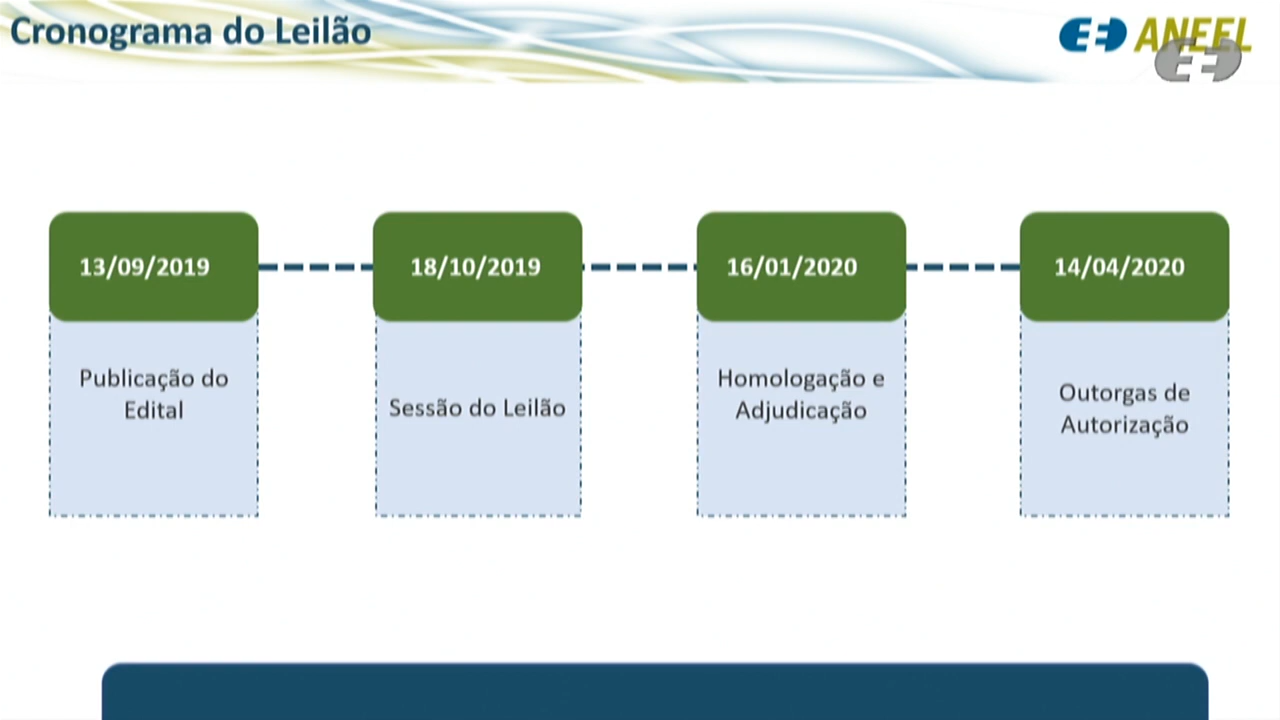 Cronograma do Leilão
ANEEL
13/09/2019
18/10/2019
16/01/2020
14/04/2020
Publicação do
Edital
Sessão do Leilão
Homologação e
Adjudicação
Outorgas de
Autorização